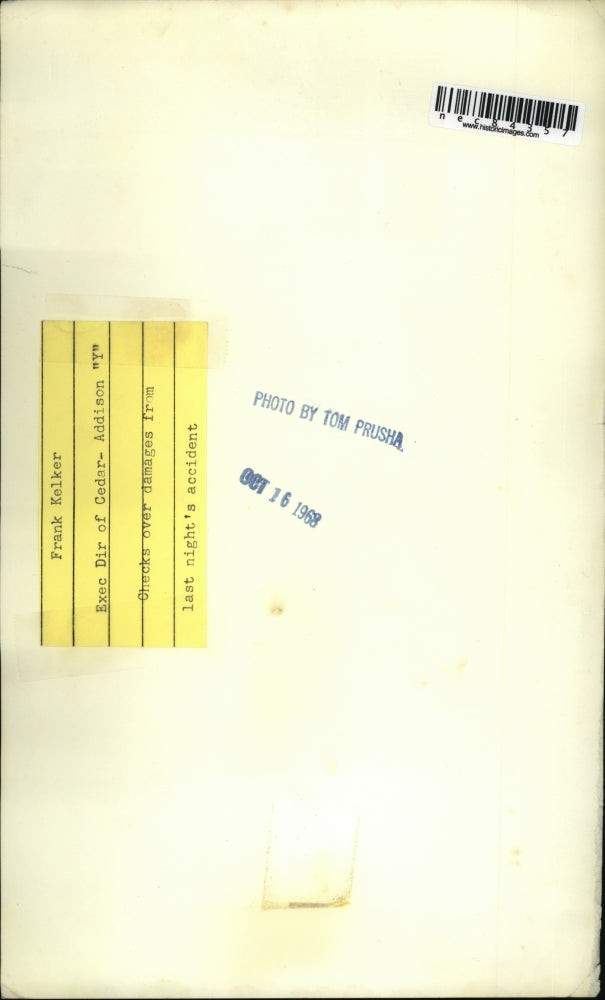 nec84357
www.historicimages.com
Frank Kelker
Exec Dir of Cedar- Addison "Y"
Checks over damages from
last night's accident
PHOTO BY TOM PRUSHA
OCT 16 1968